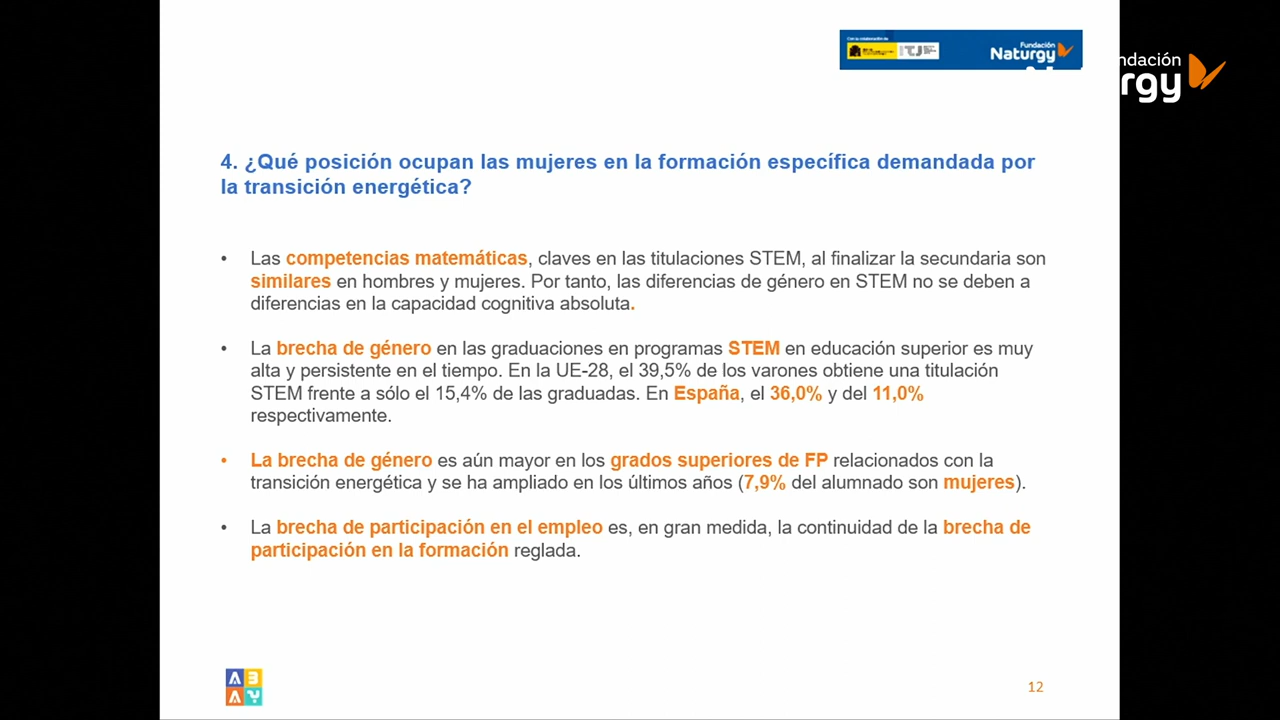 Con la colaboración de
Fundación
Naturgy
ndación
rgy
4. ¿Qué posición ocupan las mujeres en la formación específica demandada por
la transición energética?
• Las competencias matemáticas, claves en las titulaciones STEM, al finalizar la secundaria son
similares en hombres y mujeres. Por tanto, las diferencias de género en STEM no se deben a
diferencias en la capacidad cognitiva absoluta.
• La brecha de género en las graduaciones en programas STEM en educación superior es muy
alta y persistente en el tiempo. En la UE-28, el 39,5% de los varones obtiene una titulación
STEM frente a sólo el 15,4% de las graduadas. En España, el 36,0% y del 11,0%
respectivamente.
• La brecha de género es aún mayor en los grados superiores de FP relacionados con la
transición energética y se ha ampliado en los últimos años (7,9% del alumnado son mujeres).
• La brecha de participación en el empleo es, en gran medida, la continuidad de la brecha de
participación en la formación reglada.
12